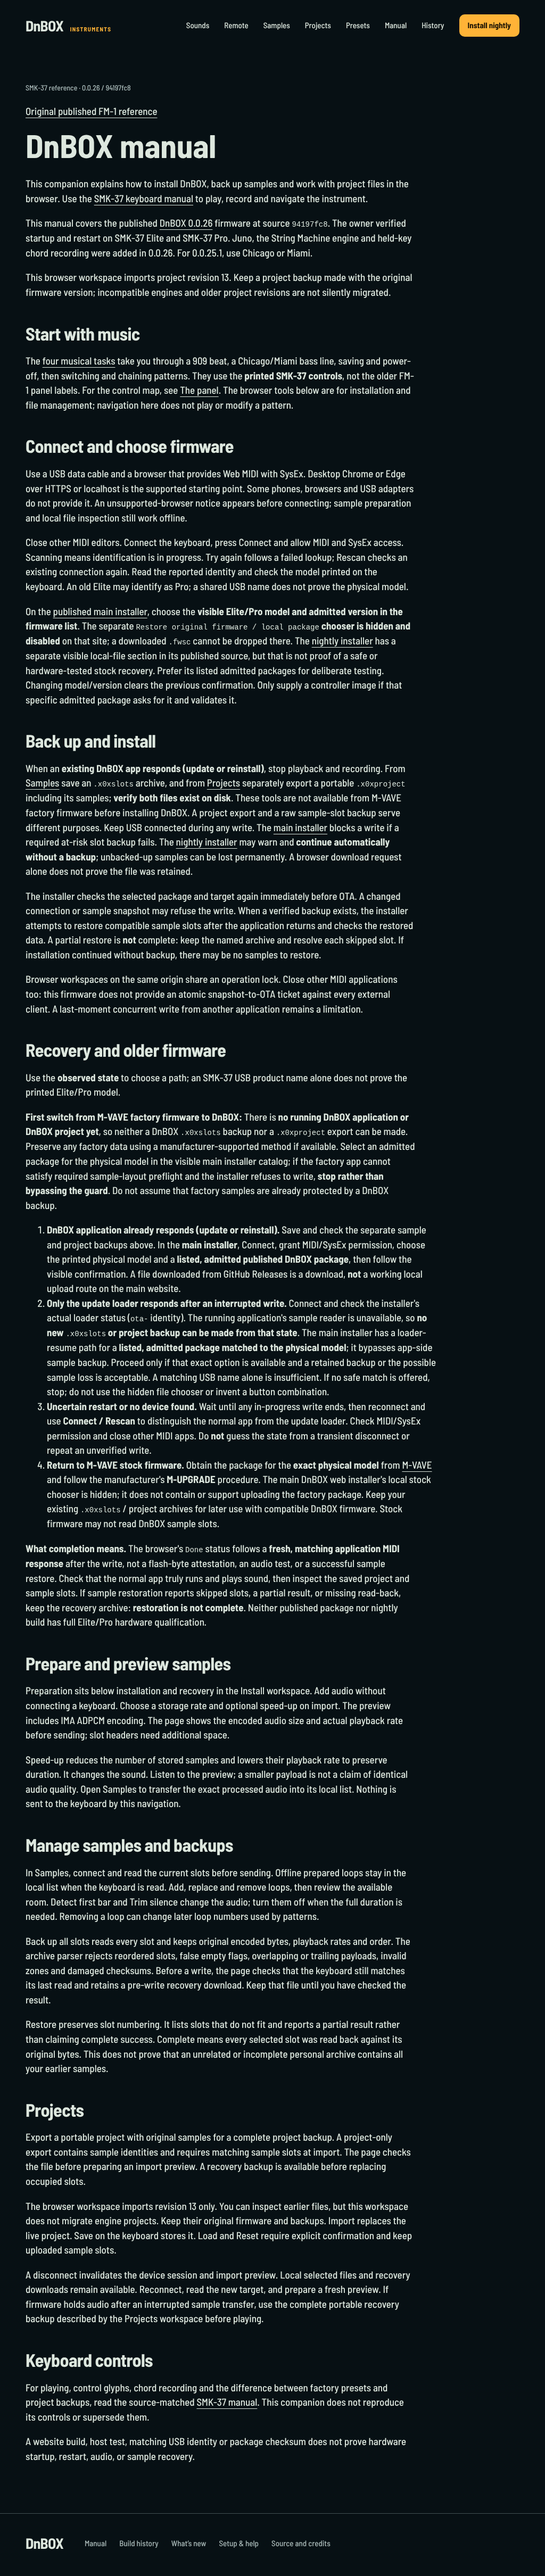 DnBOX INSTRUMENTS
Sounds Remote Samples Projects Presets Manual History Install nightly
SMK-37 reference · 0.0.26 / 94197fc8
Original published FM-1 reference
DnBOX manual
This companion explains how to install DnBOX, back up samples and work with project files in the
browser. Use the SMK-37 keyboard manual to play, record and navigate the instrument.
This manual covers the published DnBOX 0.0.26 firmware at source 94197fc8. The owner verified
startup and restart on SMK-37 Elite and SMK-37 Pro. Juno, the String Machine engine and held-key
chord recording were added in 0.0.26. For 0.0.25.1, use Chicago or Miami.
This browser workspace imports project revision 13. Keep a project backup made with the original
firmware version; incompatible engines and older project revisions are not silently migrated.
Start with music
The four musical tasks take you through a 909 beat, a Chicago/Miami bass line, saving and power-
off, then switching and chaining patterns. They use the printed SMK-37 controls, not the older FM-
1 panel labels. For the control map, see The panel. The browser tools below are for installation and
file management; navigation here does not play or modify a pattern.
Connect and choose firmware
Use a USB data cable and a browser that provides Web MIDI with SysEx. Desktop Chrome or Edge
over HTTPS or localhost is the supported starting point. Some phones, browsers and USB adapters
do not provide it. An unsupported-browser notice appears before connecting; sample preparation
and local file inspection still work offline.
Close other MIDI editors. Connect the keyboard, press Connect and allow MIDI and SysEx access.
Scanning means identification is in progress. Try again follows a failed lookup; Rescan checks an
existing connection again. Read the reported identity and check the model printed on the
keyboard. An old Elite may identify as Pro; a shared USB name does not prove the physical model.
On the published main installer, choose the visible Elite/Pro model and admitted version in the
firmware list. The separate Restore original firmware / local package chooser is hidden and
disabled on that site; a downloaded .fwsc cannot be dropped there. The nightly installer has a
separate visible local-file section in its published source, but that is not proof of a safe or
hardware-tested stock recovery. Prefer its listed admitted packages for deliberate testing.
Changing model/version clears the previous confirmation. Only supply a controller image if that
specific admitted package asks for it and validates it.
Back up and install
When an existing DnBOX app responds (update or reinstall), stop playback and recording. From
Samples save an .x0xslots archive, and from Projects separately export a portable .x0xproject
including its samples; verify both files exist on disk. These tools are not available from M-VAVE
factory firmware before installing DnBOX. A project export and a raw sample-slot backup serve
different purposes. Keep USB connected during any write. The main installer blocks a write if a
required at-risk slot backup fails. The nightly installer may warn and continue automatically
without a backup; unbacked-up samples can be lost permanently. A browser download request
alone does not prove the file was retained.
The installer checks the selected package and target again immediately before OTA. A changed
connection or sample snapshot may refuse the write. When a verified backup exists, the installer
attempts to restore compatible sample slots after the application returns and checks the restored
data. A partial restore is not complete: keep the named archive and resolve each skipped slot. If
installation continued without backup, there may be no samples to restore.
Browser workspaces on the same origin share an operation lock. Close other MIDI applications
too: this firmware does not provide an atomic snapshot-to-OTA ticket against every external
client. A last-moment concurrent write from another application remains a limitation.
Recovery and older firmware
Use the observed state to choose a path; an SMK-37 USB product name alone does not prove the
printed Elite/Pro model.
First switch from M-VAVE factory firmware to DnBOX: There is no running DnBOX application or
DnBOX project yet, so neither a DnBOX .x0xslots backup nor a .x0xproject export can be made.
Preserve any factory data using a manufacturer-supported method if available. Select an admitted
package for the physical model in the visible main installer catalog; if the factory app cannot
satisfy required sample-layout preflight and the installer refuses to write, stop rather than
bypassing the guard. Do not assume that factory samples are already protected by a DnBOX
backup.
1. DnBOX application already responds (update or reinstall). Save and check the separate sample
and project backups above. In the main installer, Connect, grant MIDI/SysEx permission, choose
the printed physical model and a listed, admitted published DnBOX package, then follow the
visible confirmation. A file downloaded from GitHub Releases is a download, not a working local
upload route on the main website.
2. Only the update loader responds after an interrupted write. Connect and check the installer's
actual loader status (ota- identity). The running application's sample reader is unavailable, so no
new .x0xslots or project backup can be made from that state. The main installer has a loader-
resume path for a listed, admitted package matched to the physical model; it bypasses app-side
sample backup. Proceed only if that exact option is available and a retained backup or the possible
sample loss is acceptable. A matching USB name alone is insufficient. If no safe match is offered,
stop; do not use the hidden file chooser or invent a button combination.
3. Uncertain restart or no device found. Wait until any in-progress write ends, then reconnect and
use Connect / Rescan to distinguish the normal app from the update loader. Check MIDI/SysEx
permission and close other MIDI apps. Do not guess the state from a transient disconnect or
repeat an unverified write.
4. Return to M-VAVE stock firmware. Obtain the package for the exact physical model from M-VAVE
and follow the manufacturer's M-UPGRADE procedure. The main DnBOX web installer's local stock
chooser is hidden; it does not contain or support uploading the factory package. Keep your
existing .x0xslots / project archives for later use with compatible DnBOX firmware. Stock
firmware may not read DnBOX sample slots.
What completion means. The browser's Done status follows a fresh, matching application MIDI
response after the write, not a flash-byte attestation, an audio test, or a successful sample
restore. Check that the normal app truly runs and plays sound, then inspect the saved project and
sample slots. If sample restoration reports skipped slots, a partial result, or missing read-back,
keep the recovery archive: restoration is not complete. Neither published package nor nightly
build has full Elite/Pro hardware qualification.
Prepare and preview samples
Preparation sits below installation and recovery in the Install workspace. Add audio without
connecting a keyboard. Choose a storage rate and optional speed-up on import. The preview
includes IMA ADPCM encoding. The page shows the encoded audio size and actual playback rate
before sending; slot headers need additional space.
Speed-up reduces the number of stored samples and lowers their playback rate to preserve
duration. It changes the sound. Listen to the preview; a smaller payload is not a claim of identical
audio quality. Open Samples to transfer the exact processed audio into its local list. Nothing is
sent to the keyboard by this navigation.
Manage samples and backups
In Samples, connect and read the current slots before sending. Offline prepared loops stay in the
local list when the keyboard is read. Add, replace and remove loops, then review the available
room. Detect first bar and Trim silence change the audio; turn them off when the full duration is
needed. Removing a loop can change later loop numbers used by patterns.
Back up all slots reads every slot and keeps original encoded bytes, playback rates and order. The
archive parser rejects reordered slots, false empty flags, overlapping or trailing payloads, invalid
zones and damaged checksums. Before a write, the page checks that the keyboard still matches
its last read and retains a pre-write recovery download. Keep that file until you have checked the
result.
Restore preserves slot numbering. It lists slots that do not fit and reports a partial result rather
than claiming complete success. Complete means every selected slot was read back against its
original bytes. This does not prove that an unrelated or incomplete personal archive contains all
your earlier samples.
Projects
Export a portable project with original samples for a complete project backup. A project-only
export contains sample identities and requires matching sample slots at import. The page checks
the file before preparing an import preview. A recovery backup is available before replacing
occupied slots.
The browser workspace imports revision 13 only. You can inspect earlier files, but this workspace
does not migrate engine projects. Keep their original firmware and backups. Import replaces the
live project. Save on the keyboard stores it. Load and Reset require explicit confirmation and keep
uploaded sample slots.
A disconnect invalidates the device session and import preview. Local selected files and recovery
downloads remain available. Reconnect, read the new target, and prepare a fresh preview. If
firmware holds audio after an interrupted sample transfer, use the complete portable recovery
backup described by the Projects workspace before playing.
Keyboard controls
For playing, control glyphs, chord recording and the difference between factory presets and
project backups, read the source-matched SMK-37 manual. This companion does not reproduce
its controls or supersede them.
A website build, host test, matching USB identity or package checksum does not prove hardware
startup, restart, audio, or sample recovery.
DnBOX Manual Build history What's new Setup & help Source and credits